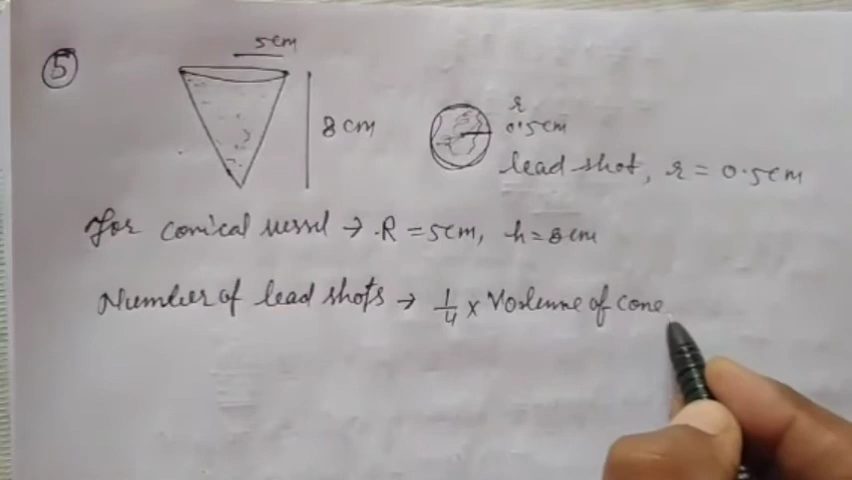 5
5cm
8 cm
r
0.5cm
lead shot, r = 0.5cm
for conical vessel → R = 5cm, h = 8cm
Number of lead shots → 1/4 × Volume of cone